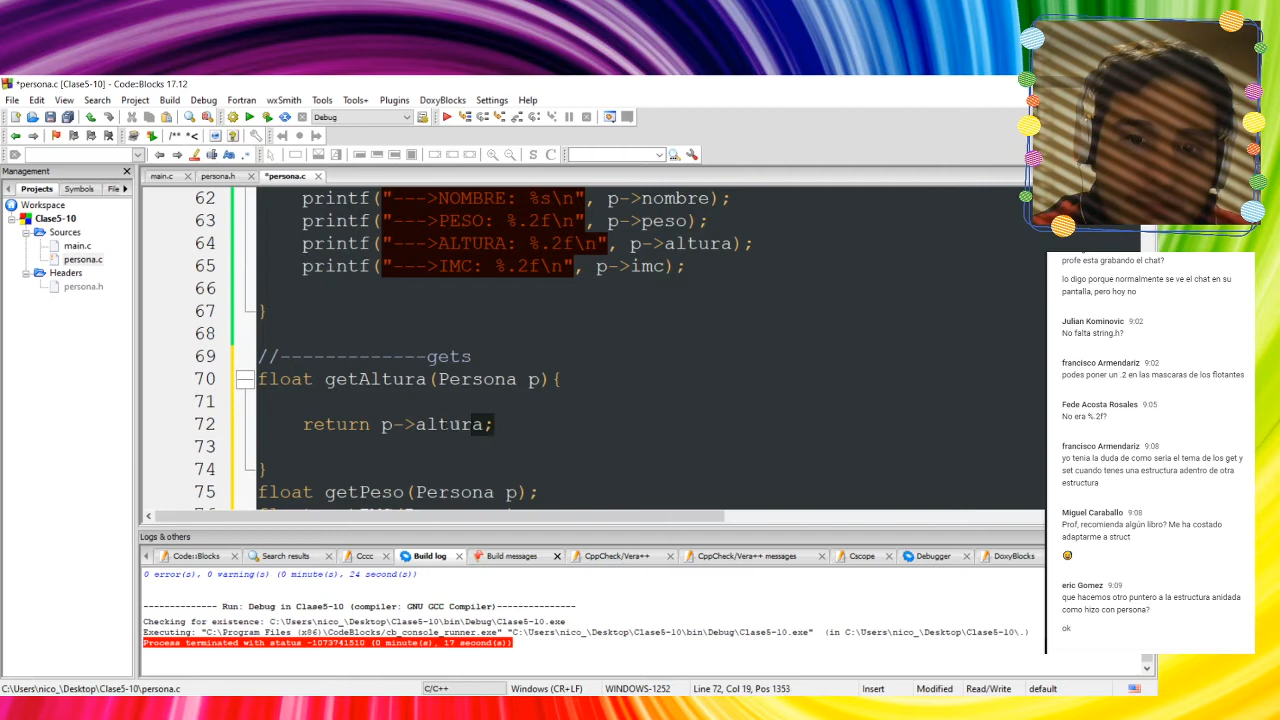 *persona.c [Clase5-10] - Code::Blocks 17.12
File Edit View Search Project Build Debug Fortran wxSmith Tools Tools+ Plugins DoxyBlocks Settings Help
Debug
/** *<
S C
Management
main.c persona.h *persona.c
Projects Symbols File
Workspace
Clase5-10
Sources
main.c
persona.c
Headers
persona.h
62 printf("--->NOMBRE: %s\n", p->nombre);
63 printf("--->PESO: %.2f\n", p->peso);
64 printf("--->ALTURA: %.2f\n", p->altura);
65 printf("--->IMC: %.2f\n", p->imc);
66
67 }
68
69 //-------------gets
70 float getAltura(Persona p){
71
72 return p->altura;
73
74 }
75 float getPeso(Persona p);
Logs & others
Code::Blocks Search results Cccc Build log Build messages CppCheck/Vera++ CppCheck/Vera++ messages Cscope Debugger DoxyBlocks
0 error(s), 0 warning(s) (0 minute(s), 24 second(s))
-------------- Run: Debug in Clase5-10 (compiler: GNU GCC Compiler)---------------
Checking for existence: C:\Users\nico_\Desktop\Clase5-10\bin\Debug\Clase5-10.exe
Executing: "C:\Program Files (x86)\CodeBlocks/cb_console_runner.exe" "C:\Users\nico_\Desktop\Clase5-10\bin\Debug\Clase5-10.exe" (in C:\Users\nico_\Desktop\Clase5-10\.)
Process terminated with status -1073741510 (0 minute(s), 17 second(s))
C:\Users\nico_\Desktop\Clase5-10\persona.c C/C++ Windows (CR+LF) WINDOWS-1252 Line 72, Col 19, Pos 1353 Insert Modified Read/Write default
profe esta grabando el chat?
lo digo porque normalmente se ve el chat en su
pantalla, pero hoy no
Julian Kominovic 9:02
No falta string.h?
francisco Armendariz 9:02
podes poner un .2 en las mascaras de los flotantes
Fede Acosta Rosales 9:05
No era %.2f?
francisco Armendariz 9:08
yo tenia la duda de como seria el tema de los get y
set cuando tenes una estructura adentro de otra
estructura
Miguel Caraballo 9:08
Prof, recomienda algún libro? Me ha costado
adaptarme a struct
eric Gomez 9:09
que hacemos otro puntero a la estructura anidada
como hizo con persona?
ok